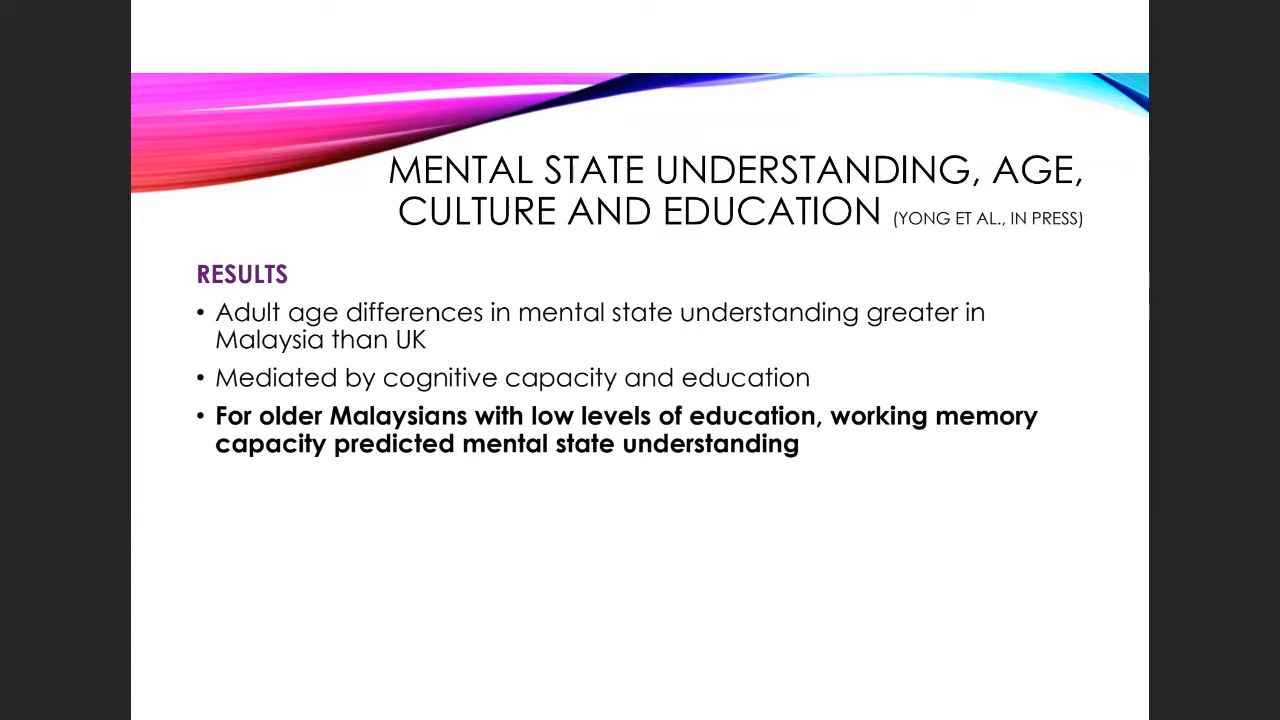 MENTAL STATE UNDERSTANDING, AGE,
CULTURE AND EDUCATION (YONG ET AL., IN PRESS)
RESULTS
• Adult age differences in mental state understanding greater in
Malaysia than UK
• Mediated by cognitive capacity and education
• For older Malaysians with low levels of education, working memory
capacity predicted mental state understanding